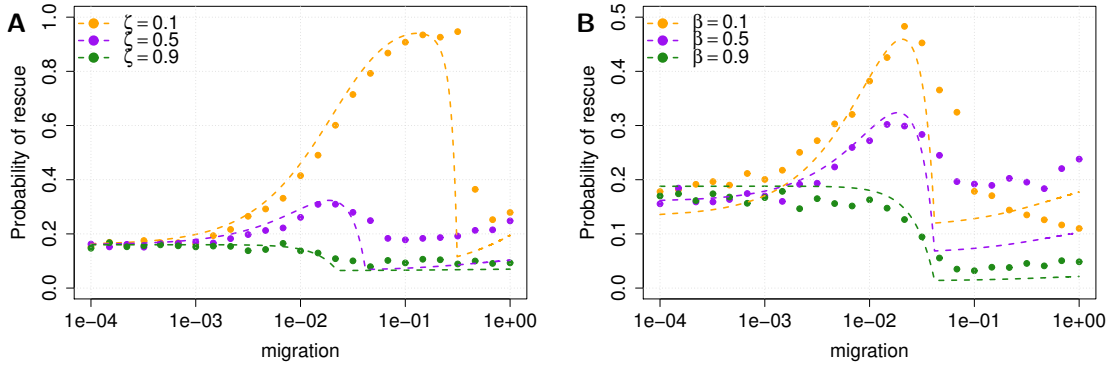 A
ζ = 0.1
ζ = 0.5
ζ = 0.9
Probability of rescue
1.0
0.8
0.6
0.4
0.2
0.0
1e−04 1e−03 1e−02 1e−01 1e+00
migration
B
β = 0.1
β = 0.5
β = 0.9
Probability of rescue
0.5
0.4
0.3
0.2
0.1
0.0
1e−04 1e−03 1e−02 1e−01 1e+00
migration